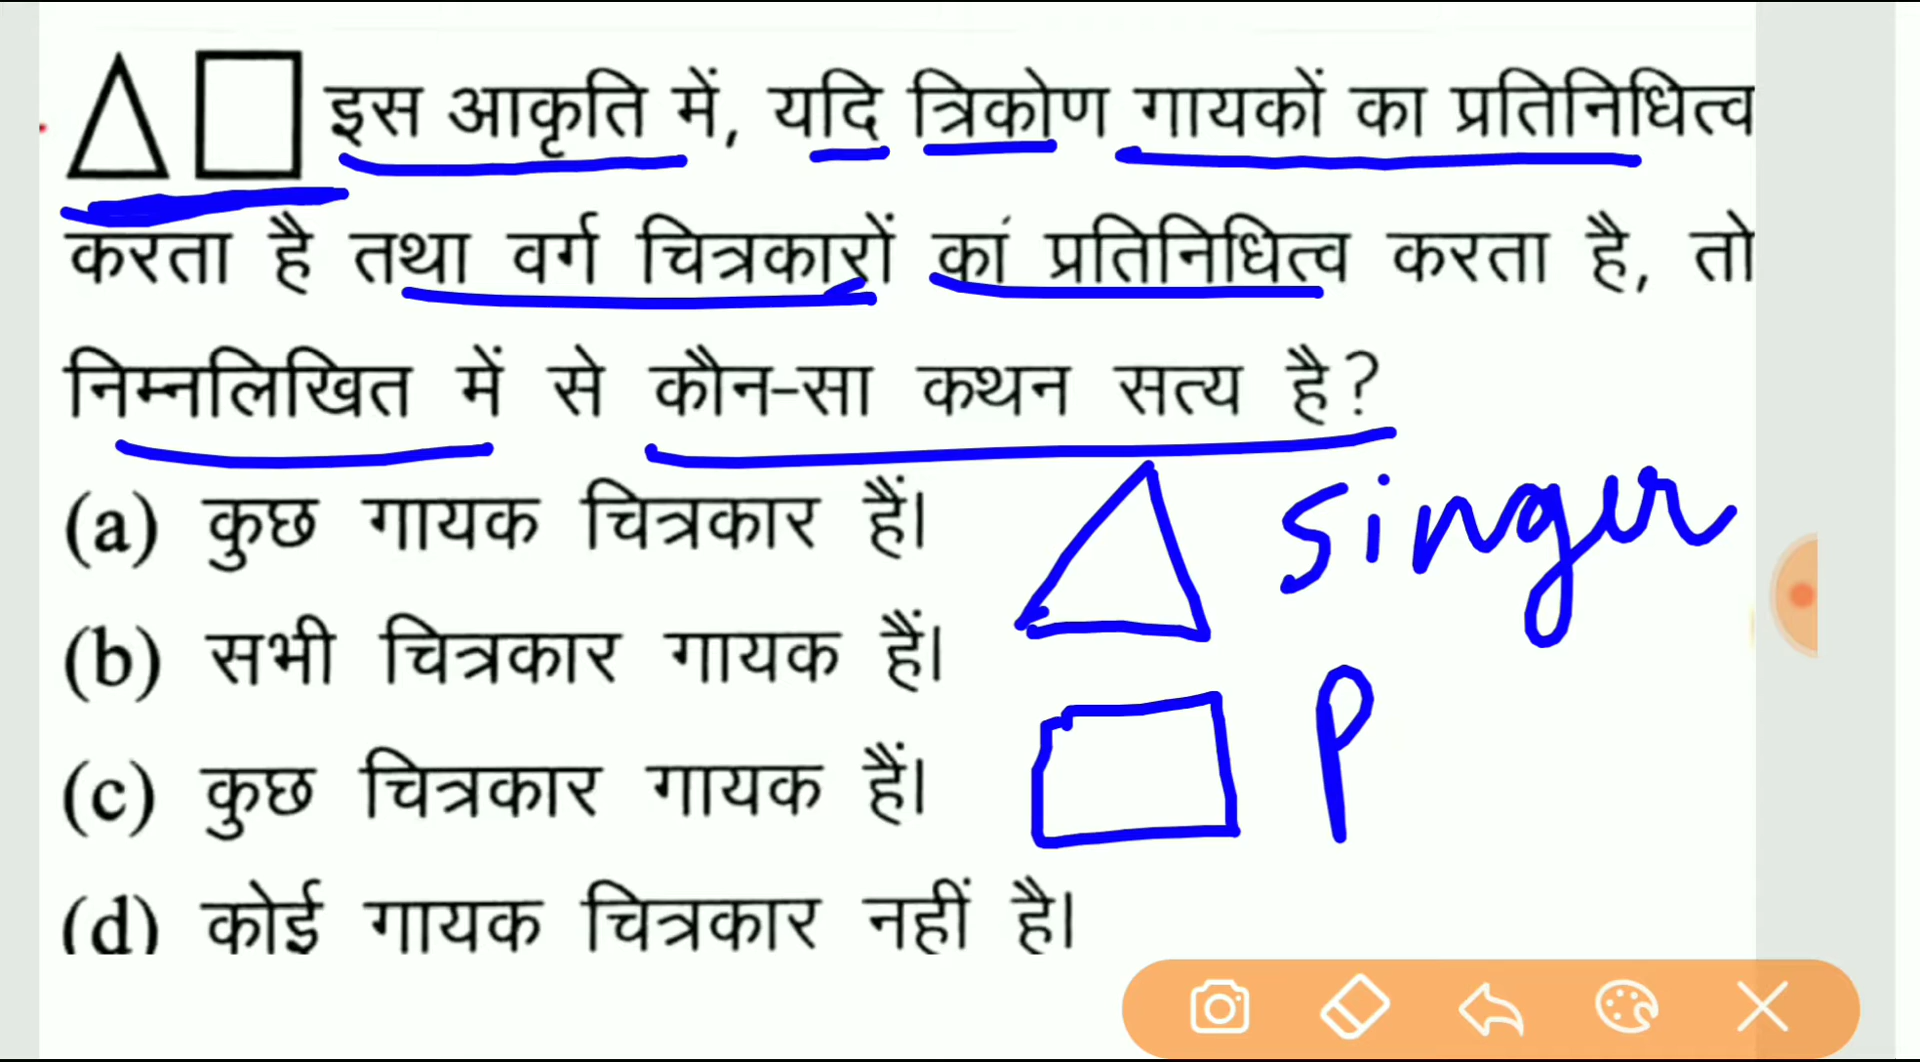 इस आकृति में, यदि त्रिकोण गायकों का प्रतिनिधित्व
करता है तथा वर्ग चित्रकारों का प्रतिनिधित्व करता है, तो
निम्नलिखित में से कौन-सा कथन सत्य है?
(a) कुछ गायक चित्रकार हैं।
singer
(b) सभी चित्रकार गायक हैं।
P
(c) कुछ चित्रकार गायक हैं।
(d) कोई गायक चित्रकार नहीं है।